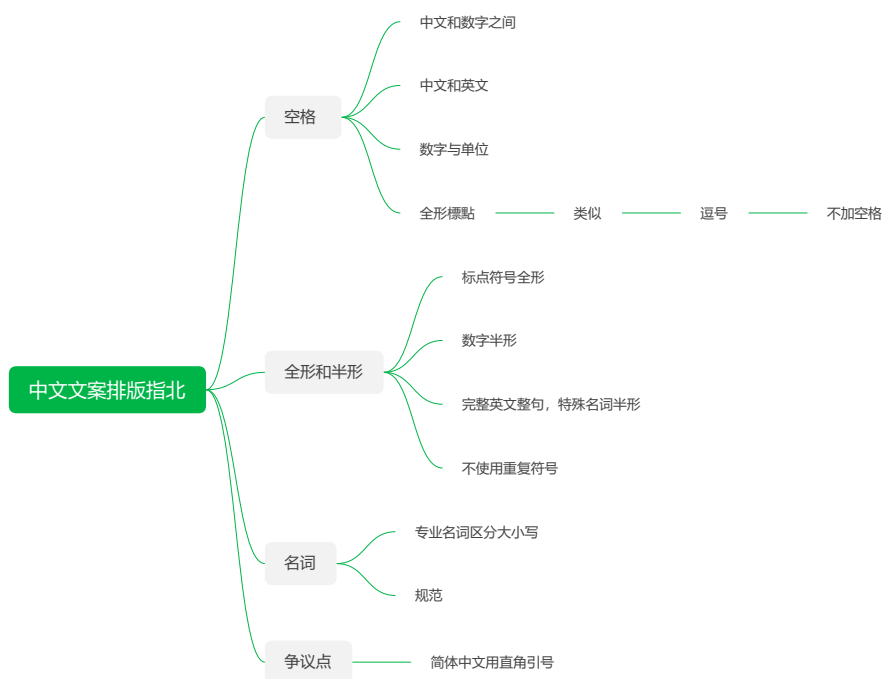 中文文案排版指北
空格
中文和数字之间
中文和英文
数字与单位
全形標點
类似
逗号
不加空格
全形和半形
标点符号全形
数字半形
完整英文整句，特殊名词半形
不使用重复符号
名词
专业名词区分大小写
规范
争议点
简体中文用直角引号